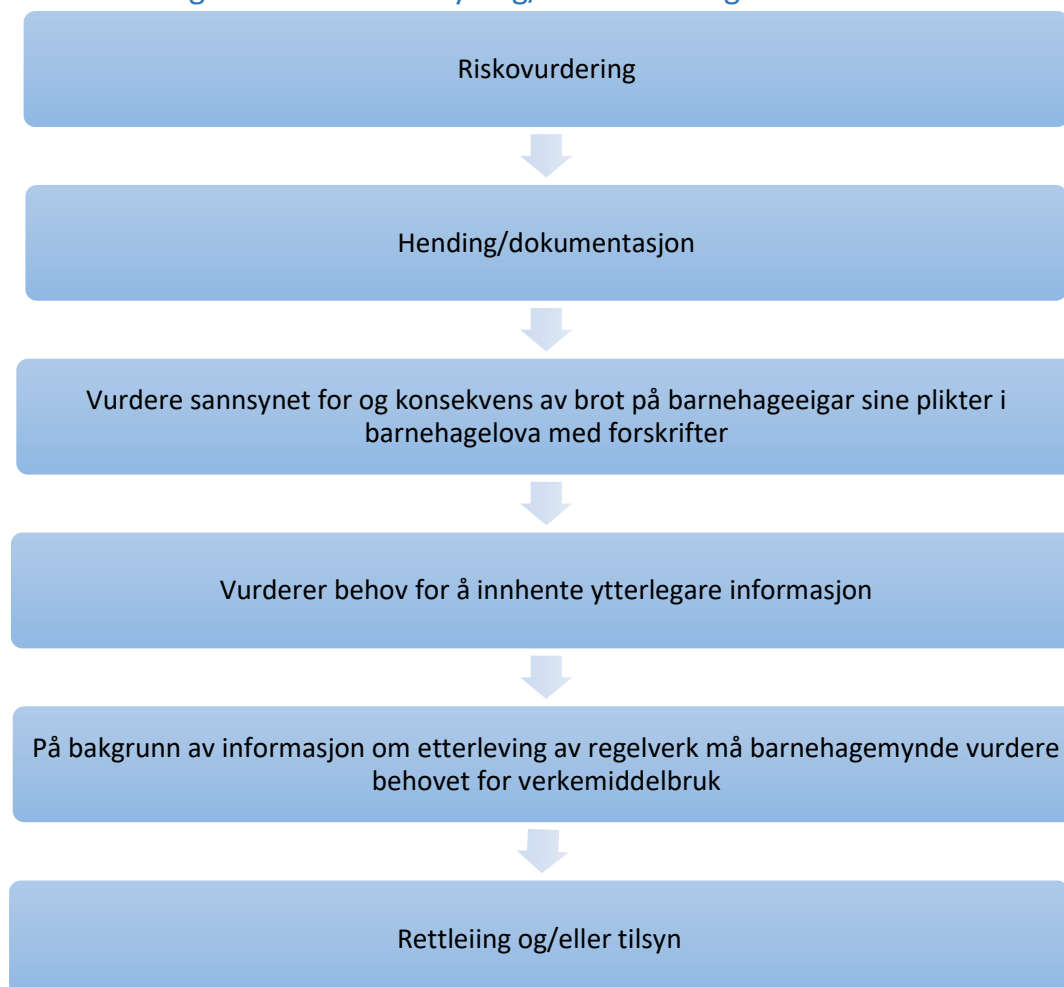 Riskovurdering
Hending/dokumentasjon
Vurdere sannsynet for og konsekvens av brot på barnehageeigar sine plikter i
barnehagelova med forskrifter
Vurderer behov for å innhente ytterlegare informasjon
På bakgrunn av informasjon om etterleving av regelverk må barnehagemynde vurdere
behovet for verkemiddelbruk
Rettleiing og/eller tilsyn